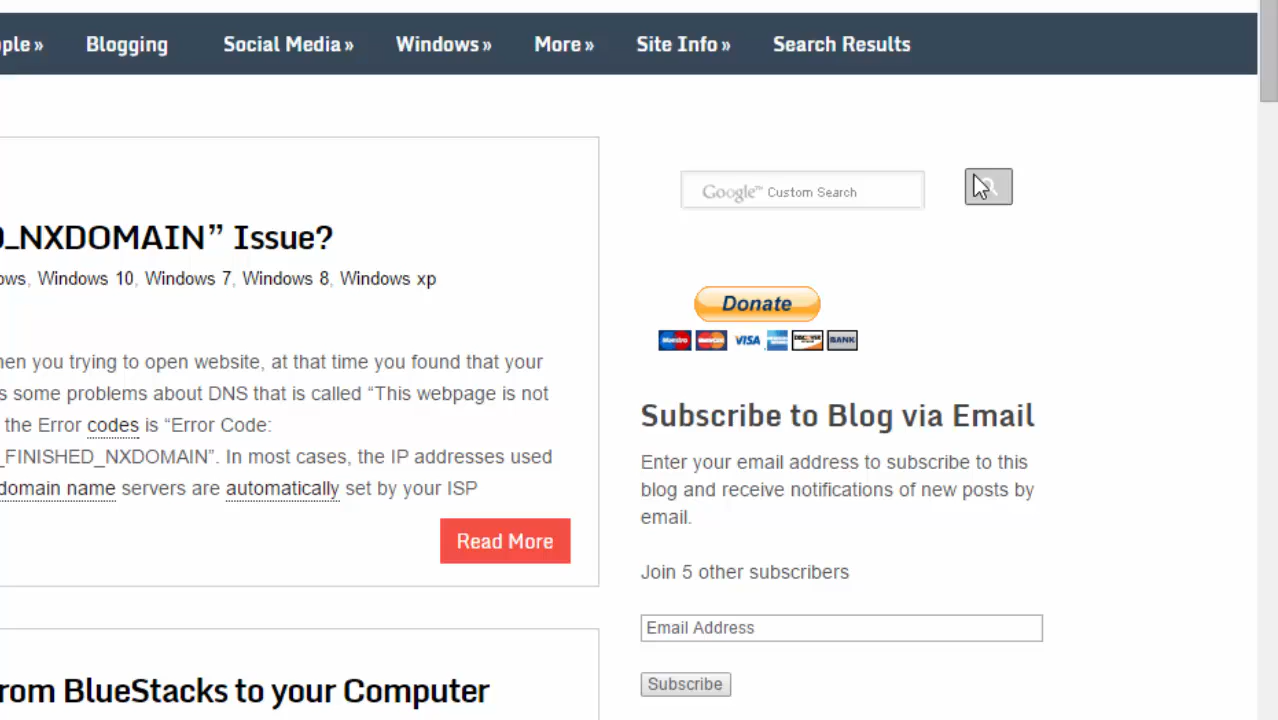 ple » Blogging Social Media » Windows » More » Site Info » Search Results
_NXDOMAIN” Issue?
ws, Windows 10, Windows 7, Windows 8, Windows xp
hen you trying to open website, at that time you found that your
s some problems about DNS that is called “This webpage is not
the Error codes is “Error Code:
_FINISHED_NXDOMAIN”. In most cases, the IP addresses used
domain name servers are automatically set by your ISP
Read More
rom BlueStacks to your Computer
Google™ Custom Search
Donate
Maestro MasterCard VISA DISCOVER BANK
Subscribe to Blog via Email
Enter your email address to subscribe to this
blog and receive notifications of new posts by
email.
Join 5 other subscribers
Email Address
Subscribe